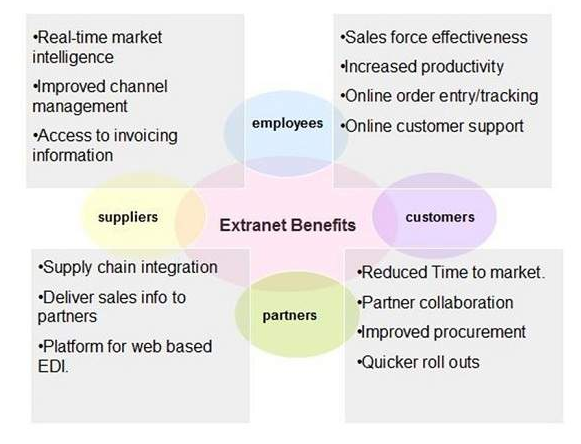 •Real-time market
intelligence
•Improved channel
management
•Access to invoicing
information
•Sales force effectiveness
•Increased productivity
•Online order entry/tracking
•Online customer support
employees
suppliers
Extranet Benefits
customers
partners
•Supply chain integration
•Deliver sales info to
partners
•Platform for web based
EDI.
•Reduced Time to market.
•Partner collaboration
•Improved procurement
•Quicker roll outs